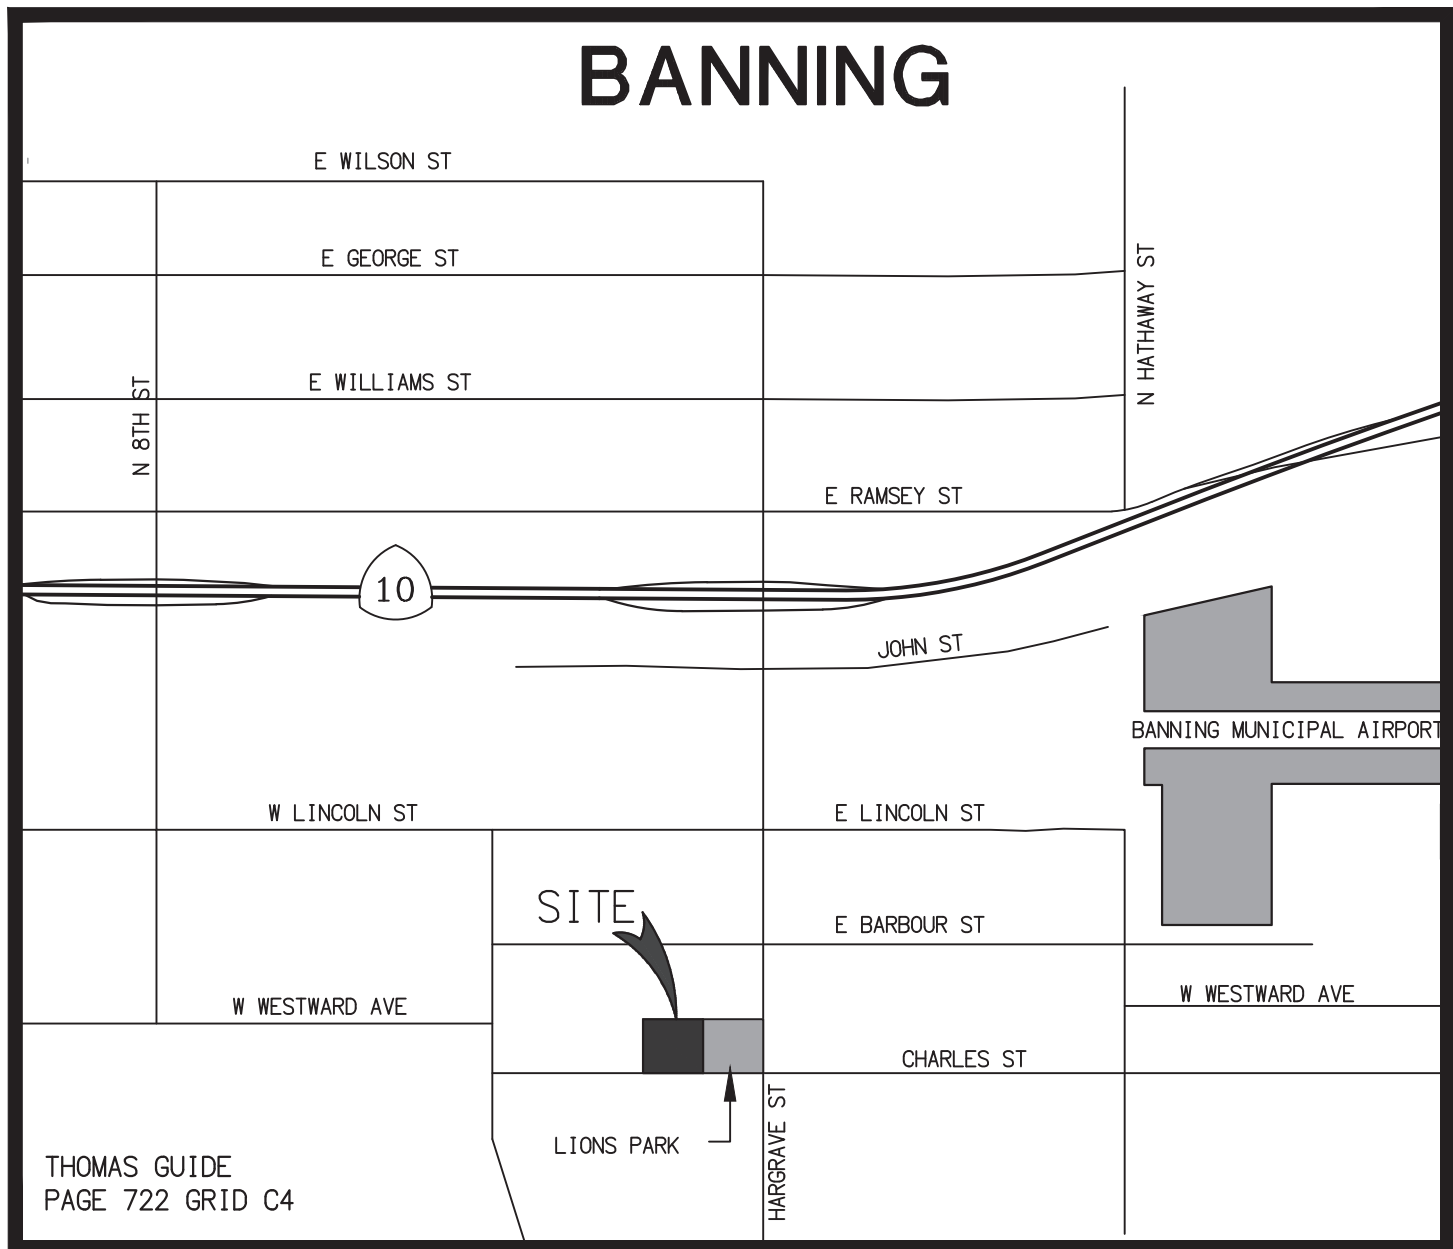 BANNING
E WILSON ST
E GEORGE ST
N HATHAWAY ST
E WILLIAMS ST
N 8TH ST
E RAMSEY ST
10
JOHN ST
BANNING MUNICIPAL AIRPORT
W LINCOLN ST
E LINCOLN ST
SITE
E BARBOUR ST
W WESTWARD AVE
W WESTWARD AVE
CHARLES ST
HARGRAVE ST
LIONS PARK
THOMAS GUIDE
PAGE 722 GRID C4